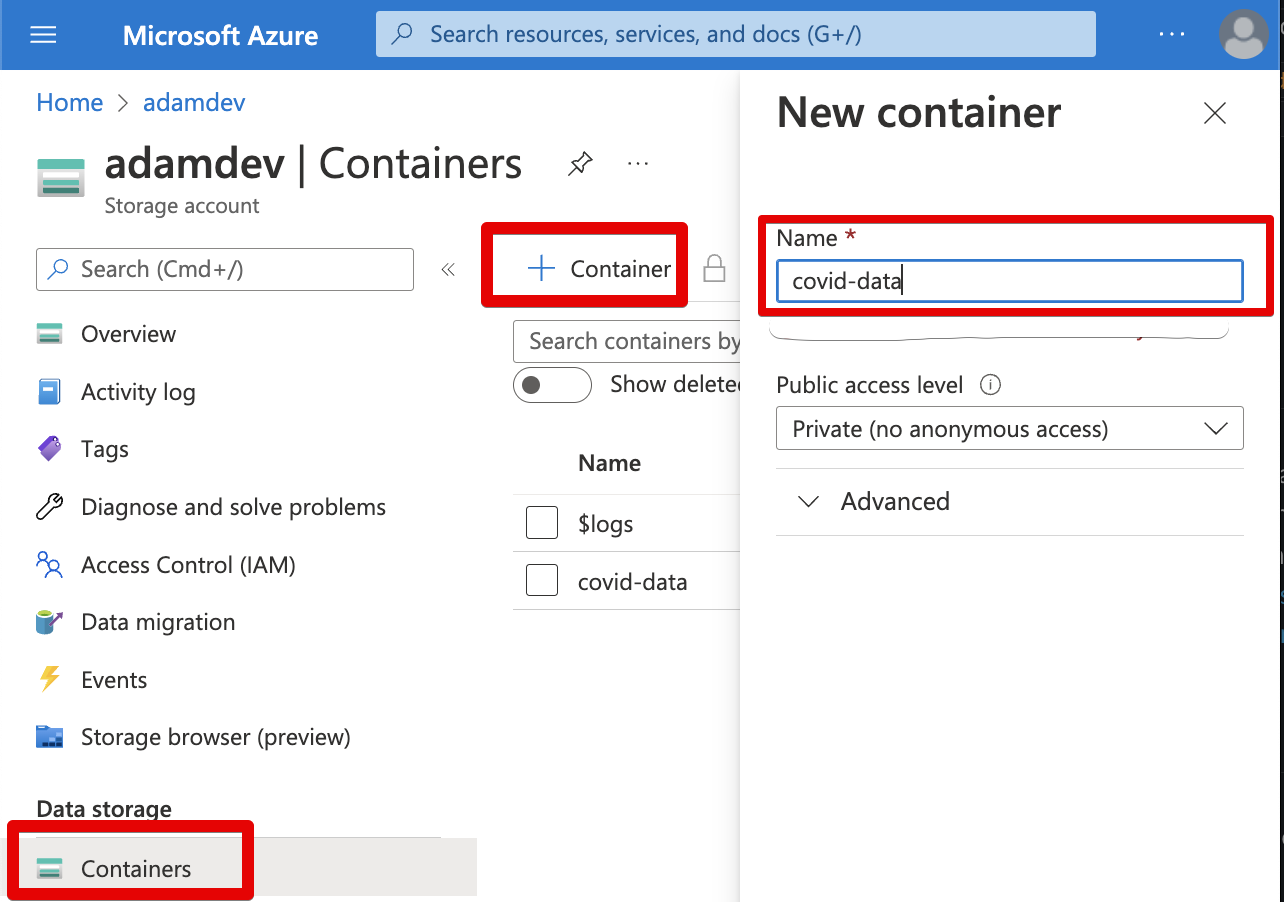 Microsoft Azure
Search resources, services, and docs (G+/)
Home > adamdev
adamdev | Containers
Storage account
Search (Cmd+/)
Overview
Activity log
Tags
Diagnose and solve problems
Access Control (IAM)
Data migration
Events
Storage browser (preview)
Data storage
Containers
+ Container
Search containers by
Show deleted
Name
$logs
covid-data
New container
Name *
covid-data
Public access level
Private (no anonymous access)
Advanced